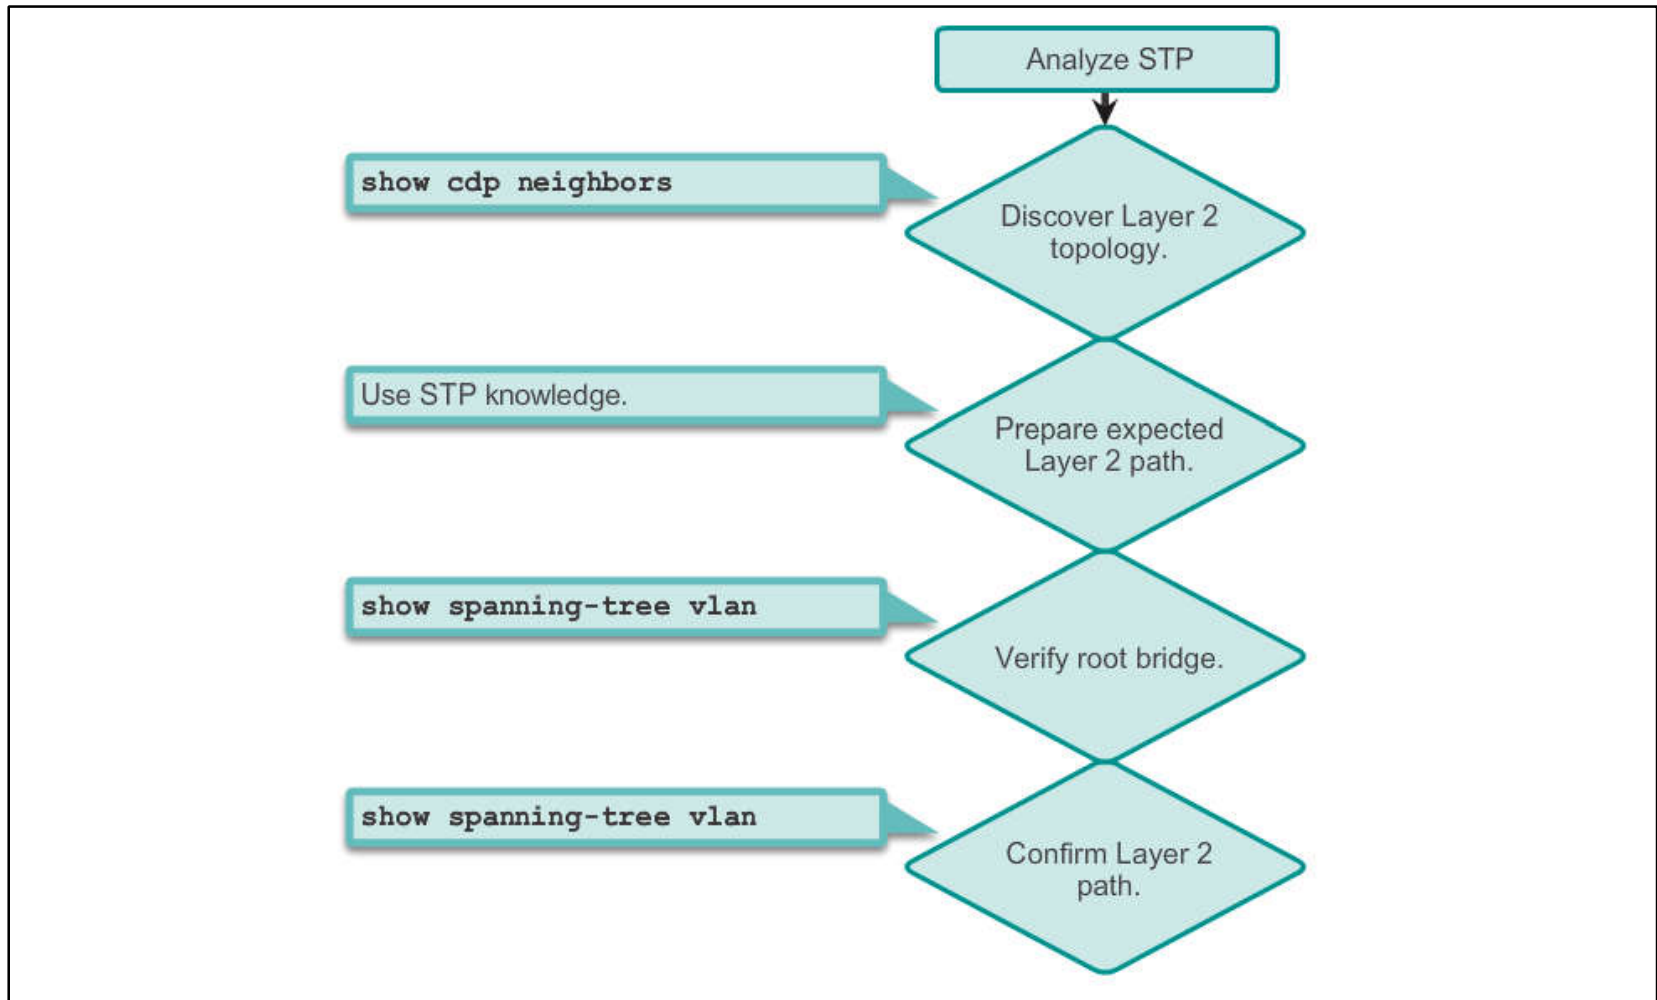 Analyze STP
show cdp neighbors
Discover Layer 2
topology.
Use STP knowledge.
Prepare expected
Layer 2 path.
show spanning-tree vlan
Verify root bridge.
show spanning-tree vlan
Confirm Layer 2
path.